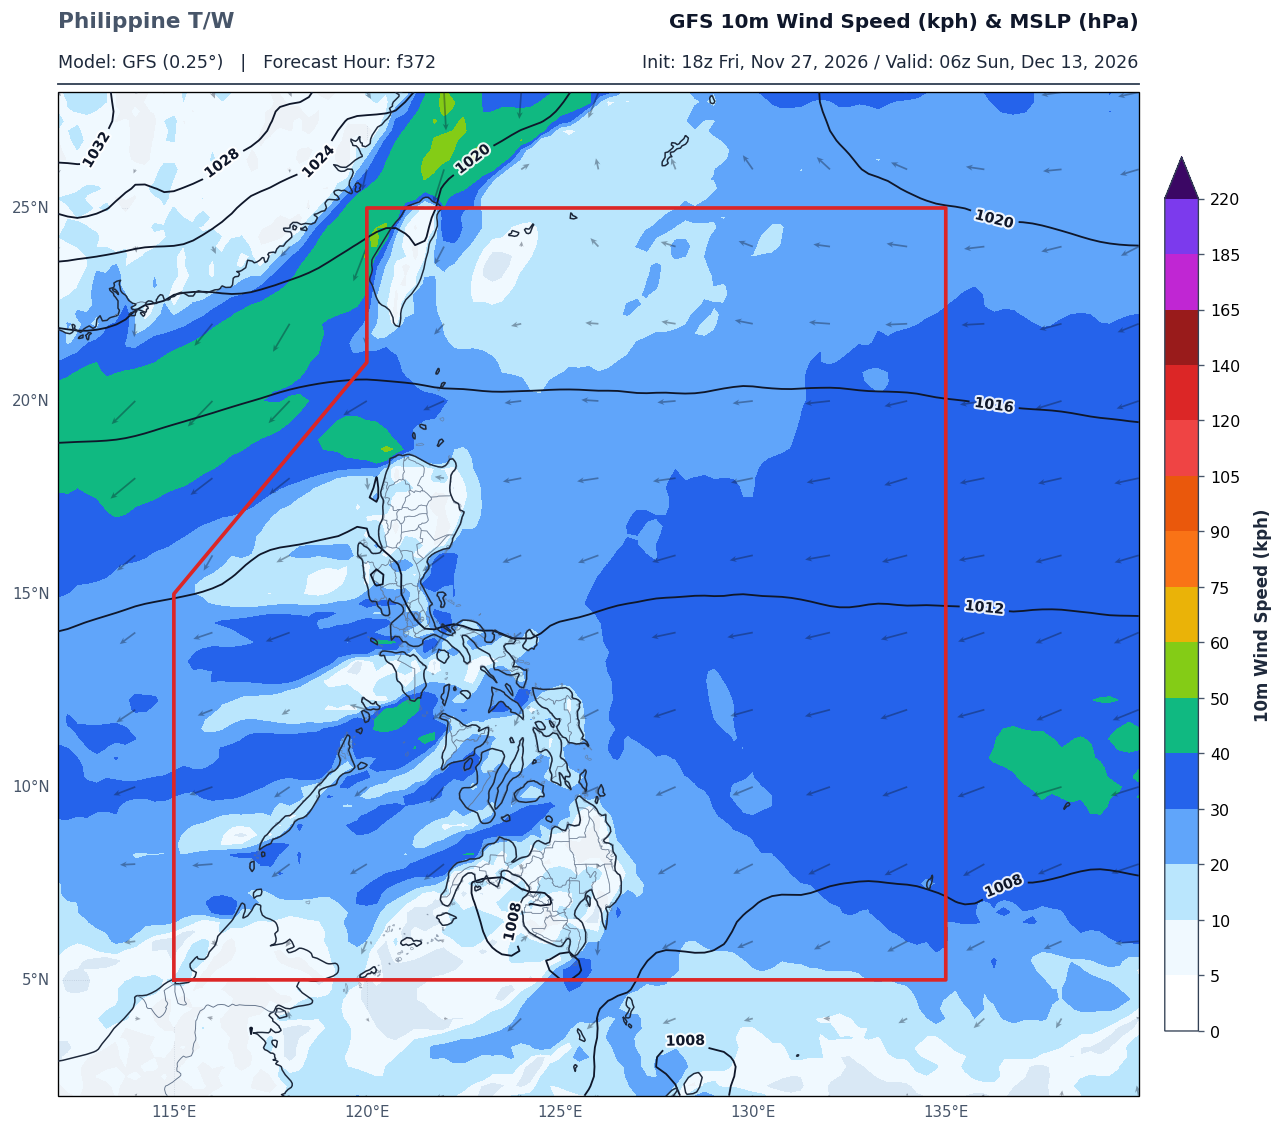 Philippine T/W
GFS 10m Wind Speed (kph) & MSLP (hPa)
Model: GFS (0.25°) | Forecast Hour: f372
Init: 18z Fri, Nov 27, 2026 / Valid: 06z Sun, Dec 13, 2026
1032
1028
1024
1020
1020
1016
1012
1008
1008
1008
25°N
20°N
15°N
10°N
5°N
115°E
120°E
125°E
130°E
135°E
220
185
165
140
120
105
90
75
60
50
40
30
20
10
5
0
10m Wind Speed (kph)